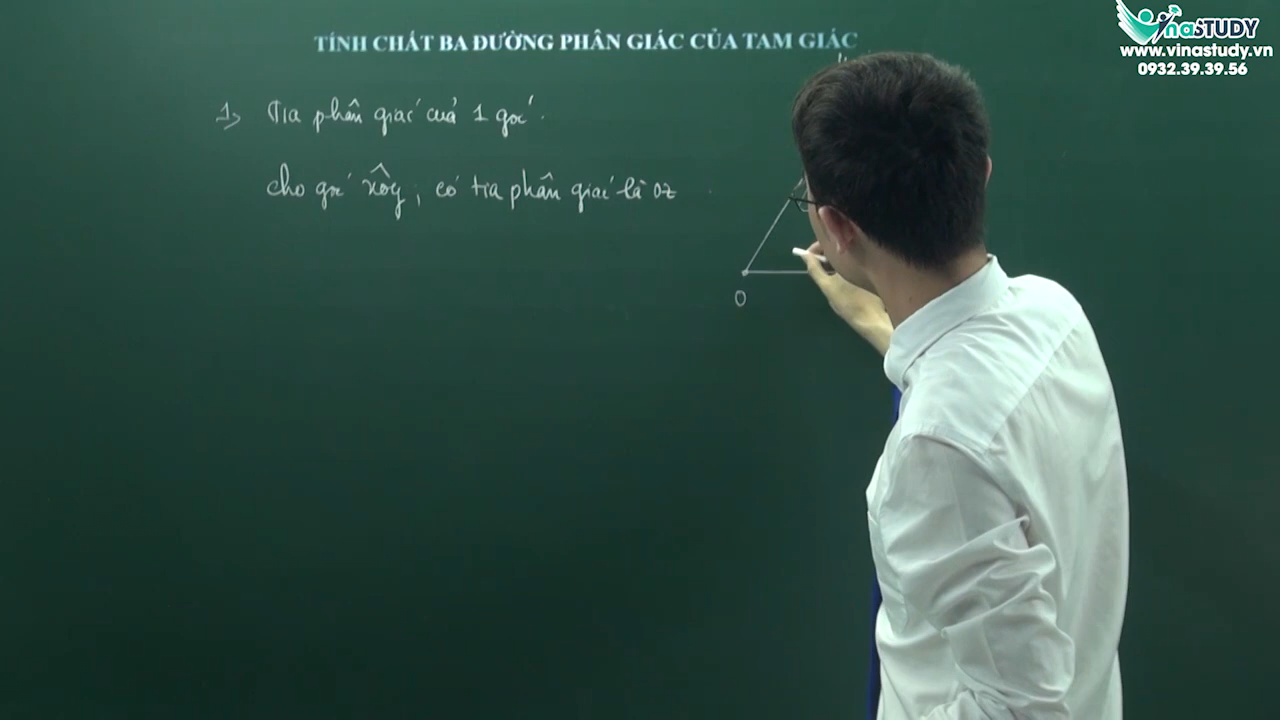 VinaSTUDY
www.vinastudy.vn
0932.39.39.56
TÍNH CHẤT BA ĐƯỜNG PHÂN GIÁC CỦA TAM GIÁC
1, Tia phân giác của 1 góc.
cho góc xôy, có tia phân giác là oz
O